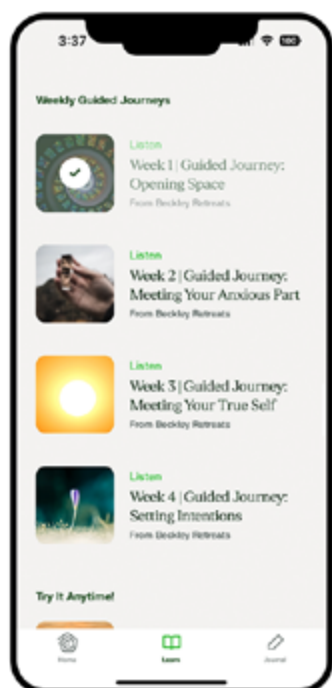 3:37
Weekly Guided Journeys
Listen
Week 1 | Guided Journey:
Opening Space
From Beckley Retreats
Listen
Week 2 | Guided Journey:
Meeting Your Anxious Part
From Beckley Retreats
Listen
Week 3 | Guided Journey:
Meeting Your True Self
From Beckley Retreats
Listen
Week 4 | Guided Journey:
Setting Intentions
From Beckley Retreats
Try It Anytime!
Home
Learn
Journal